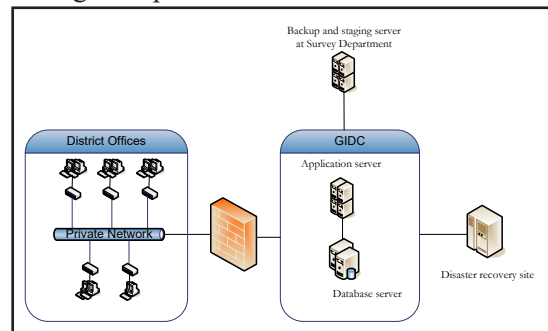 Backup and staging server
at Survey Department
District Offices
GIDC
Application server
Private Network
Database server
Disaster recovery site